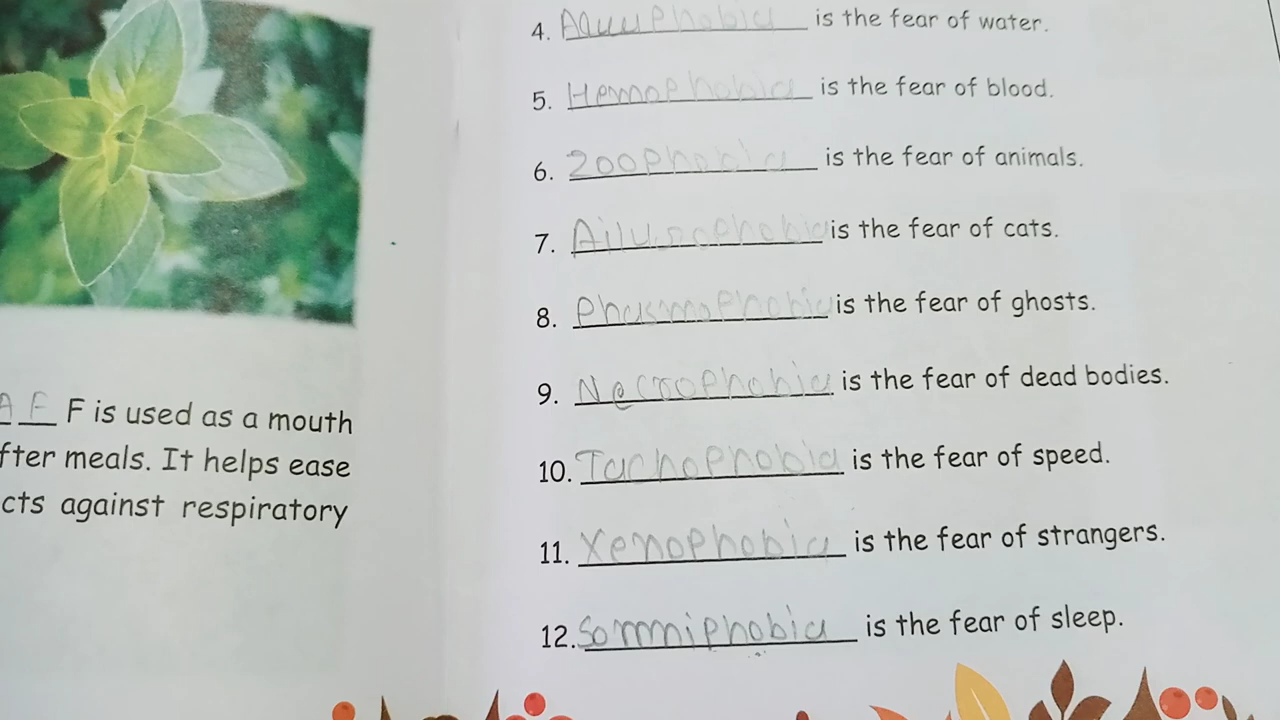 A F F is used as a mouth
fter meals. It helps ease
cts against respiratory
4. Aquuphobia is the fear of water.
5. Hemophobia is the fear of blood.
6. Zoophobia is the fear of animals.
7. Ailurophobia is the fear of cats.
8. Phasmophobia is the fear of ghosts.
9. Necrophobia is the fear of dead bodies.
10. Tachophobia is the fear of speed.
11. Xenophobia is the fear of strangers.
12. Somniphobia is the fear of sleep.